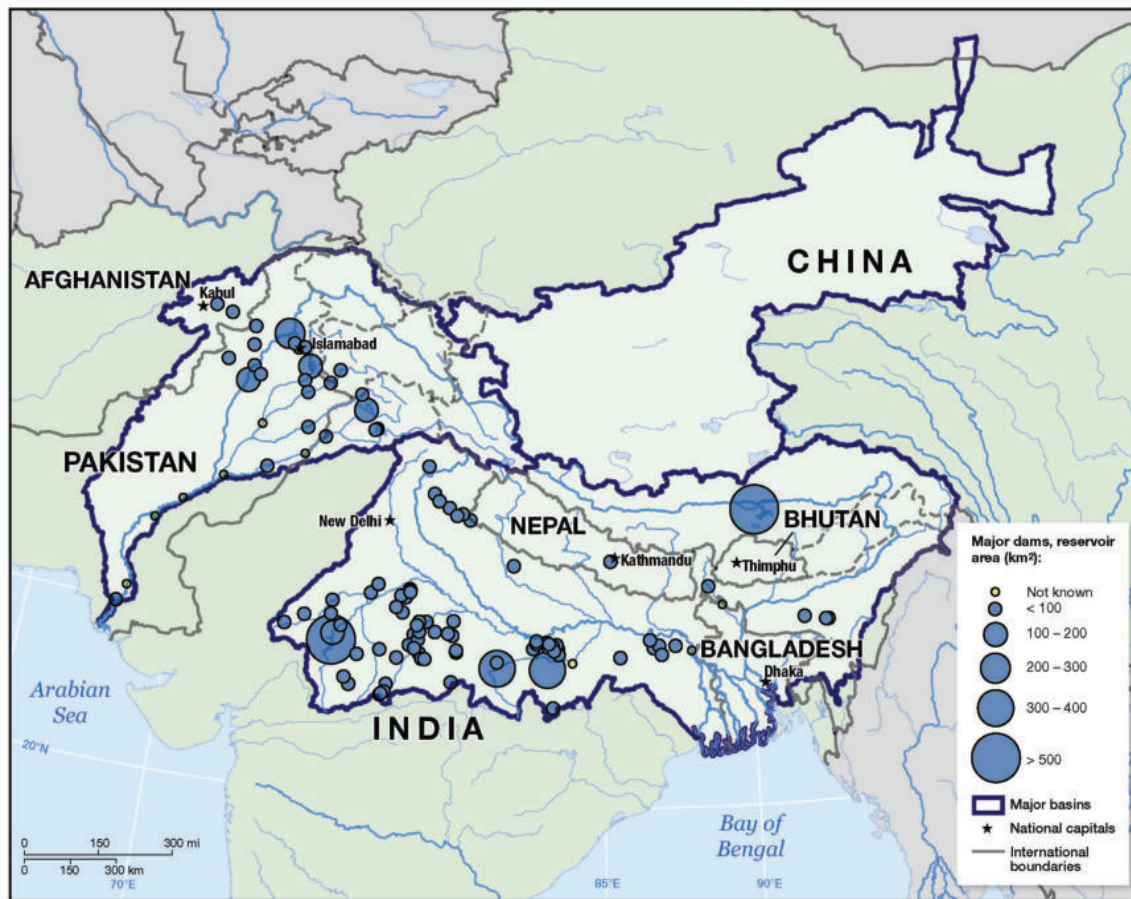 CHINA
AFGHANISTAN
Kabul
Islamabad
PAKISTAN
New Delhi
NEPAL
BHUTAN
Kathmandu
Thimphu
BANGLADESH
Dhaka
Arabian
Sea
INDIA
20°N
Bay of
Bengal
0 150 300 mi
0 150 300 km
70°E
85°E
90°E
Major dams, reservoir
area (km²):
Not known
< 100
100 – 200
200 – 300
300 – 400
> 500
Major basins
National capitals
International
boundaries